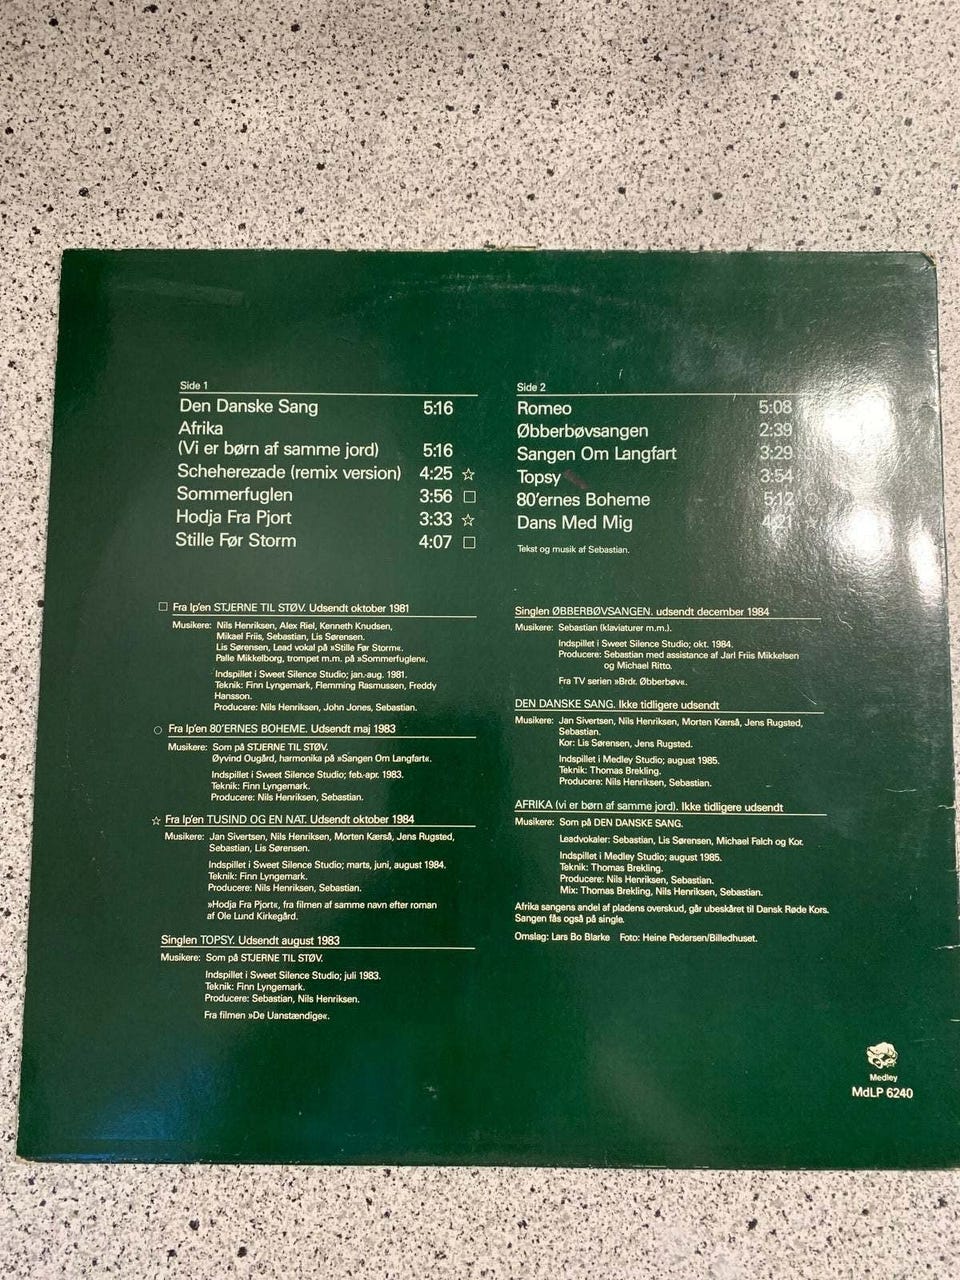 Side 1
Den Danske Sang 5:16
Afrika
(Vi er børn af samme jord) 5:16
Scheherezade (remix version) 4:25 ☆
Sommerfuglen 3:56 □
Hodja Fra Pjort 3:33 ☆
Stille Før Storm 4:07 □
Side 2
Romeo 5:08
Øbberbøvsangen 2:39
Sangen Om Langfart 3:29 ○
Topsy 3:54
80'ernes Boheme 5:12 ○
Dans Med Mig 4:21 ☆
Tekst og musik af Sebastian.
□ Fra lp'en STJERNE TIL STØV. Udsendt oktober 1981
Musikere: Nils Henriksen, Alex Riel, Kenneth Knudsen,
Mikael Friis, Sebastian, Lis Sørensen.
Lis Sørensen, Lead vokal på »Stille Før Storm«.
Palle Mikkelborg, trompet m.m. på »Sommerfuglen«.
Indspillet i Sweet Silence Studio; jan.-aug. 1981.
Teknik: Finn Lyngemark, Flemming Rasmussen, Freddy
Hansson.
Producere: Nils Henriksen, John Jones, Sebastian.
○ Fra lp'en 80'ERNES BOHEME. Udsendt maj 1983
Musikere: Som på STJERNE TIL STØV.
Øyvind Ougård, harmonika på »Sangen Om Langfart«.
Indspillet i Sweet Silence Studio; feb.-apr. 1983.
Teknik: Finn Lyngemark.
Producere: Nils Henriksen, Sebastian.
☆ Fra lp'en TUSIND OG EN NAT. Udsendt oktober 1984
Musikere: Jan Sivertsen, Nils Henriksen, Morten Kærså, Jens Rugsted,
Sebastian, Lis Sørensen.
Indspillet i Sweet Silence Studio; marts, juni, august 1984.
Teknik: Finn Lyngemark.
Producere: Nils Henriksen, Sebastian.
»Hodja Fra Pjort«, fra filmen af samme navn efter roman
af Ole Lund Kirkegård.
Singlen TOPSY. Udsendt august 1983
Musikere: Som på STJERNE TIL STØV.
Indspillet i Sweet Silence Studio; juli 1983.
Teknik: Finn Lyngemark.
Producere: Sebastian, Nils Henriksen.
Fra filmen »De Uanstændige«.
Singlen ØBBERBØVSANGEN. udsendt december 1984
Musikere: Sebastian (klaviaturer m.m.).
Indspillet i Sweet Silence Studio; okt. 1984.
Producere: Sebastian med assistance af Jarl Friis Mikkelsen
og Michael Ritto.
Fra TV serien »Brdr. Øbberbøv«.
DEN DANSKE SANG. Ikke tidligere udsendt
Musikere: Jan Sivertsen, Nils Henriksen, Morten Kærså, Jens Rugsted,
Sebastian.
Kor: Lis Sørensen, Jens Rugsted.
Indspillet i Medley Studio; august 1985.
Teknik: Thomas Brekling.
Producere: Nils Henriksen, Sebastian.
AFRIKA (vi er børn af samme jord). Ikke tidligere udsendt
Musikere: Som på DEN DANSKE SANG.
Leadvokaler: Sebastian, Lis Sørensen, Michael Falch og Kor.
Indspillet i Medley Studio; august 1985.
Teknik: Thomas Brekling.
Producere: Nils Henriksen, Sebastian.
Mix: Thomas Brekling, Nils Henriksen, Sebastian.
Afrika sangens andel af pladens overskud, går ubeskåret til Dansk Røde Kors.
Sangen fås også på single.
Omslag: Lars Bo Blarke Foto: Heine Pedersen/Billedhuset.
Medley
MdLP 6240